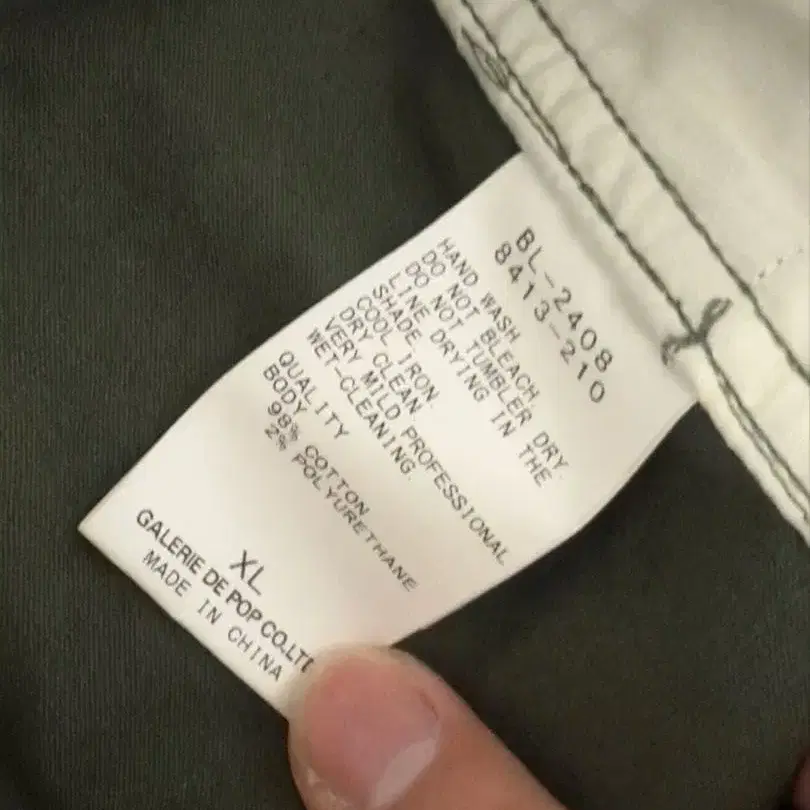 BL-2408
8413-210
HAND WASH
DO NOT BLEACH,
DO NOT TUMBLER DRY
LINE DRYING IN THE
SHADE
COOL IRON
DRY CLEAN
VERY MILD PROFESSIONAL
WET-CLEANING.
QUALITY
BODY
98% COTTON
2% POLYURETHANE
XL
GALERIE DE POP CO.LTD
MADE IN CHINA